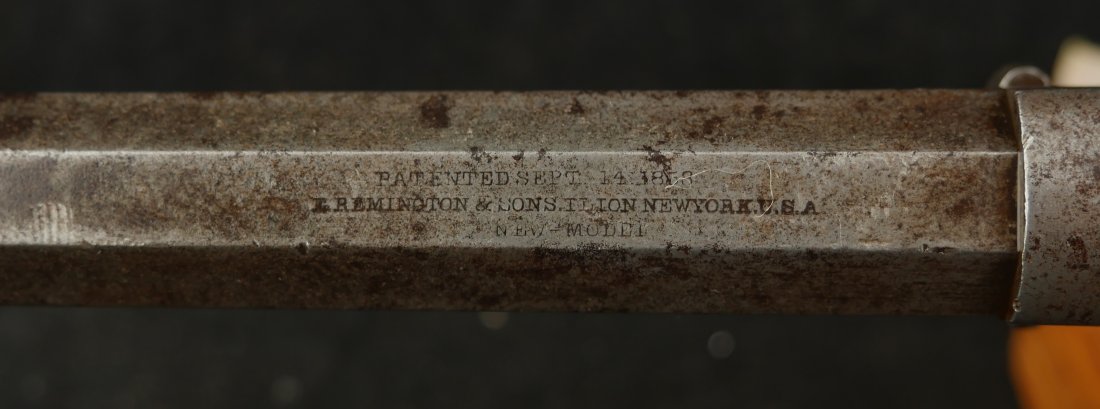 PATENTED SEPT. 14. 1858
E. REMINGTON & SONS. ILION NEWYORK. U.S.A
NEW-MODEL